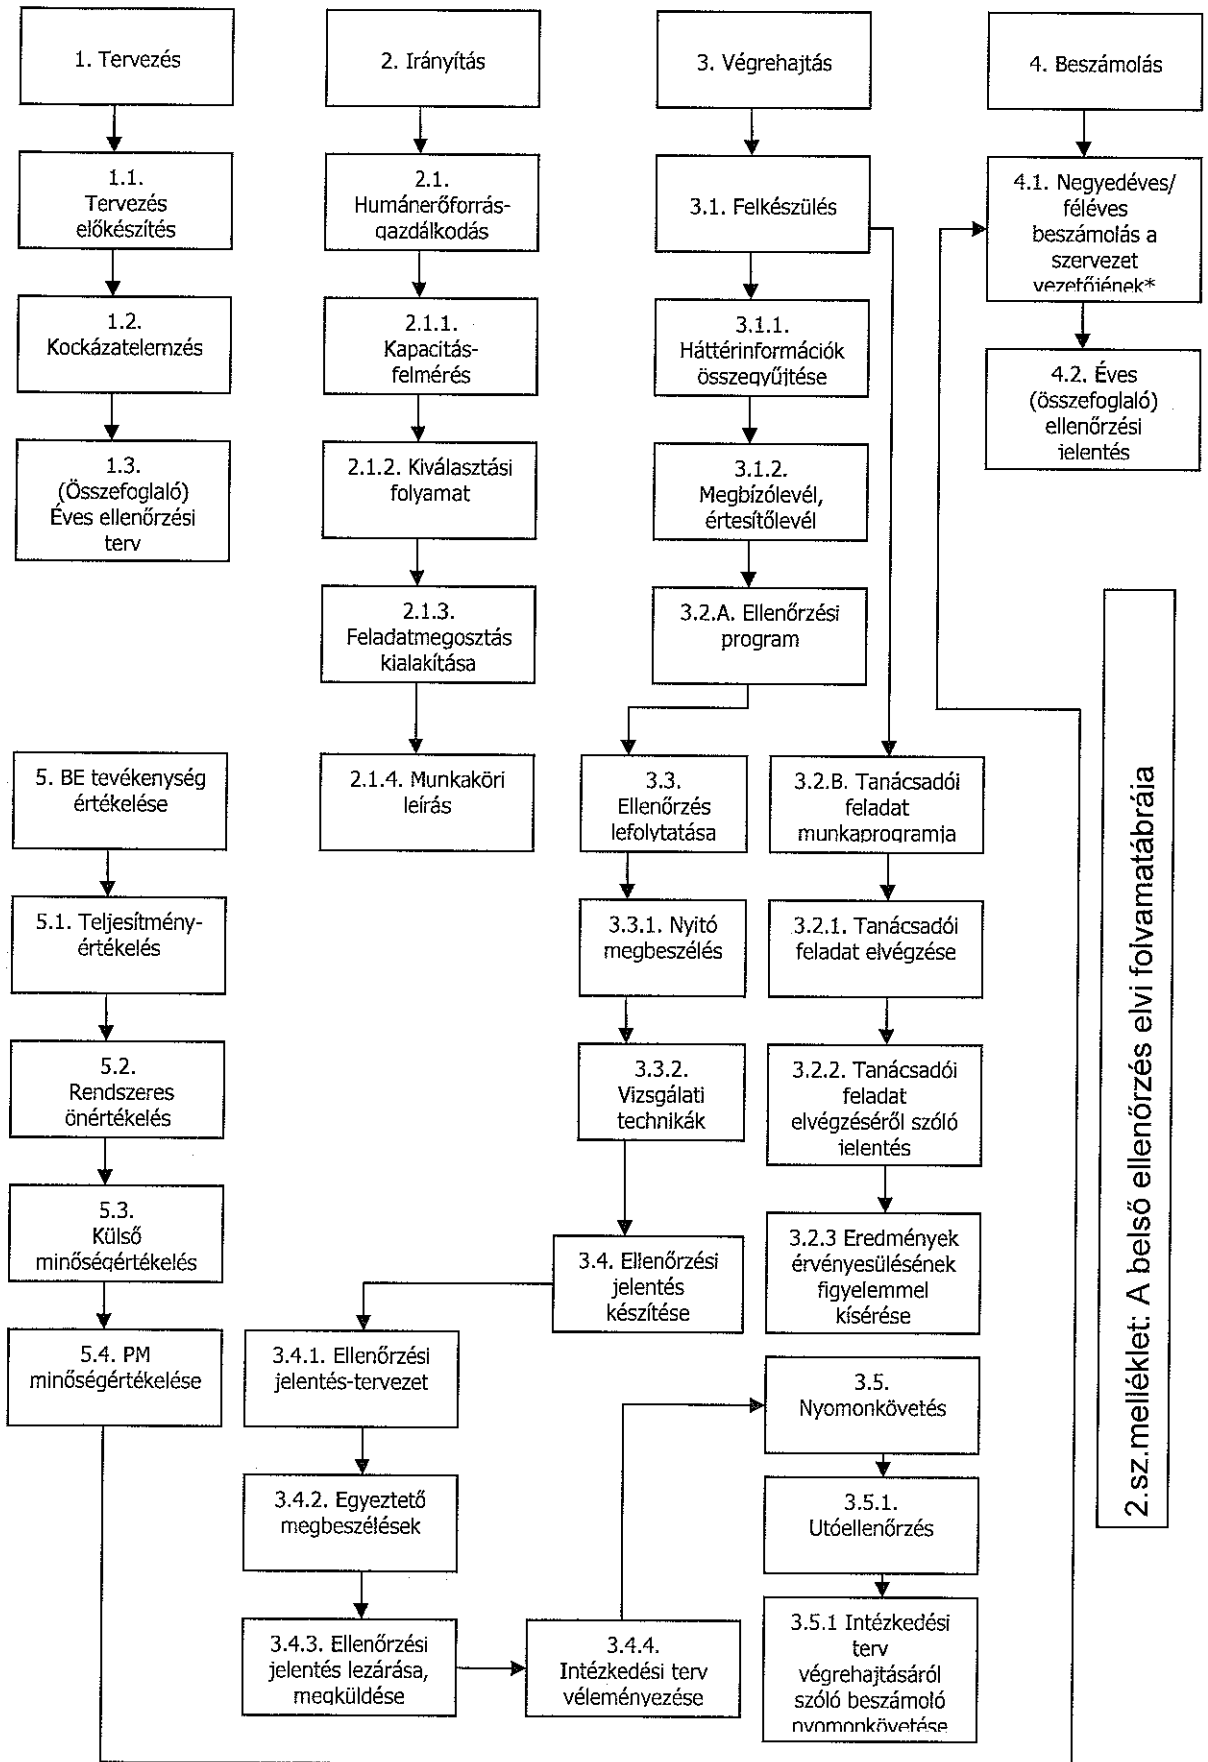 1. Tervezés
2. Irányítás
3. Végrehajtás
4. Beszámolás
1.1.
Tervezés
előkészítés
2.1.
Humánerőforrás-
gazdálkodás
3.1. Felkészülés
4.1. Negyedéves/
féléves
beszámolás a
szervezet
vezetőjének*
1.2.
Kockázatelemzés
2.1.1.
Kapacitás-
felmérés
3.1.1.
Háttérinformációk
összegyűjtése
4.2. Éves
(összefoglaló)
ellenőrzési
jelentés
1.3.
(Összefoglaló)
Éves ellenőrzési
terv
2.1.2. Kiválasztási
folyamat
3.1.2.
Megbízólevél,
értesítőlevél
2.1.3.
Feladatmegosztás
kialakítása
3.2.A. Ellenőrzési
program
5. BE tevékenység
értékelése
2.1.4. Munkaköri
leírás
3.3.
Ellenőrzés
lefolytatása
3.2.B. Tanácsadói
feladat
munkaprogramja
5.1. Teljesítmény-
értékelés
3.3.1. Nyitó
megbeszélés
3.2.1. Tanácsadói
feladat elvégzése
5.2.
Rendszeres
önértékelés
3.3.2.
Vizsgálati
technikák
3.2.2. Tanácsadói
feladat
elvégzéséről szóló
jelentés
5.3.
Külső
minőségértékelés
3.4. Ellenőrzési
jelentés
készítése
3.2.3 Eredmények
érvényesülésének
figyelemmel
kísérése
5.4. PM
minőségértékelése
3.4.1. Ellenőrzési
jelentés-tervezet
3.5.
Nyomonkövetés
3.4.2. Egyeztető
megbeszélések
3.5.1.
Utóellenőrzés
3.4.3. Ellenőrzési
jelentés lezárása,
megküldése
3.4.4.
Intézkedési terv
véleményezése
3.5.1 Intézkedési
terv
végrehajtásáról
szóló beszámoló
nyomonkövetése
2.sz.melléklet: A belső ellenőrzés elvi folyamatábrája